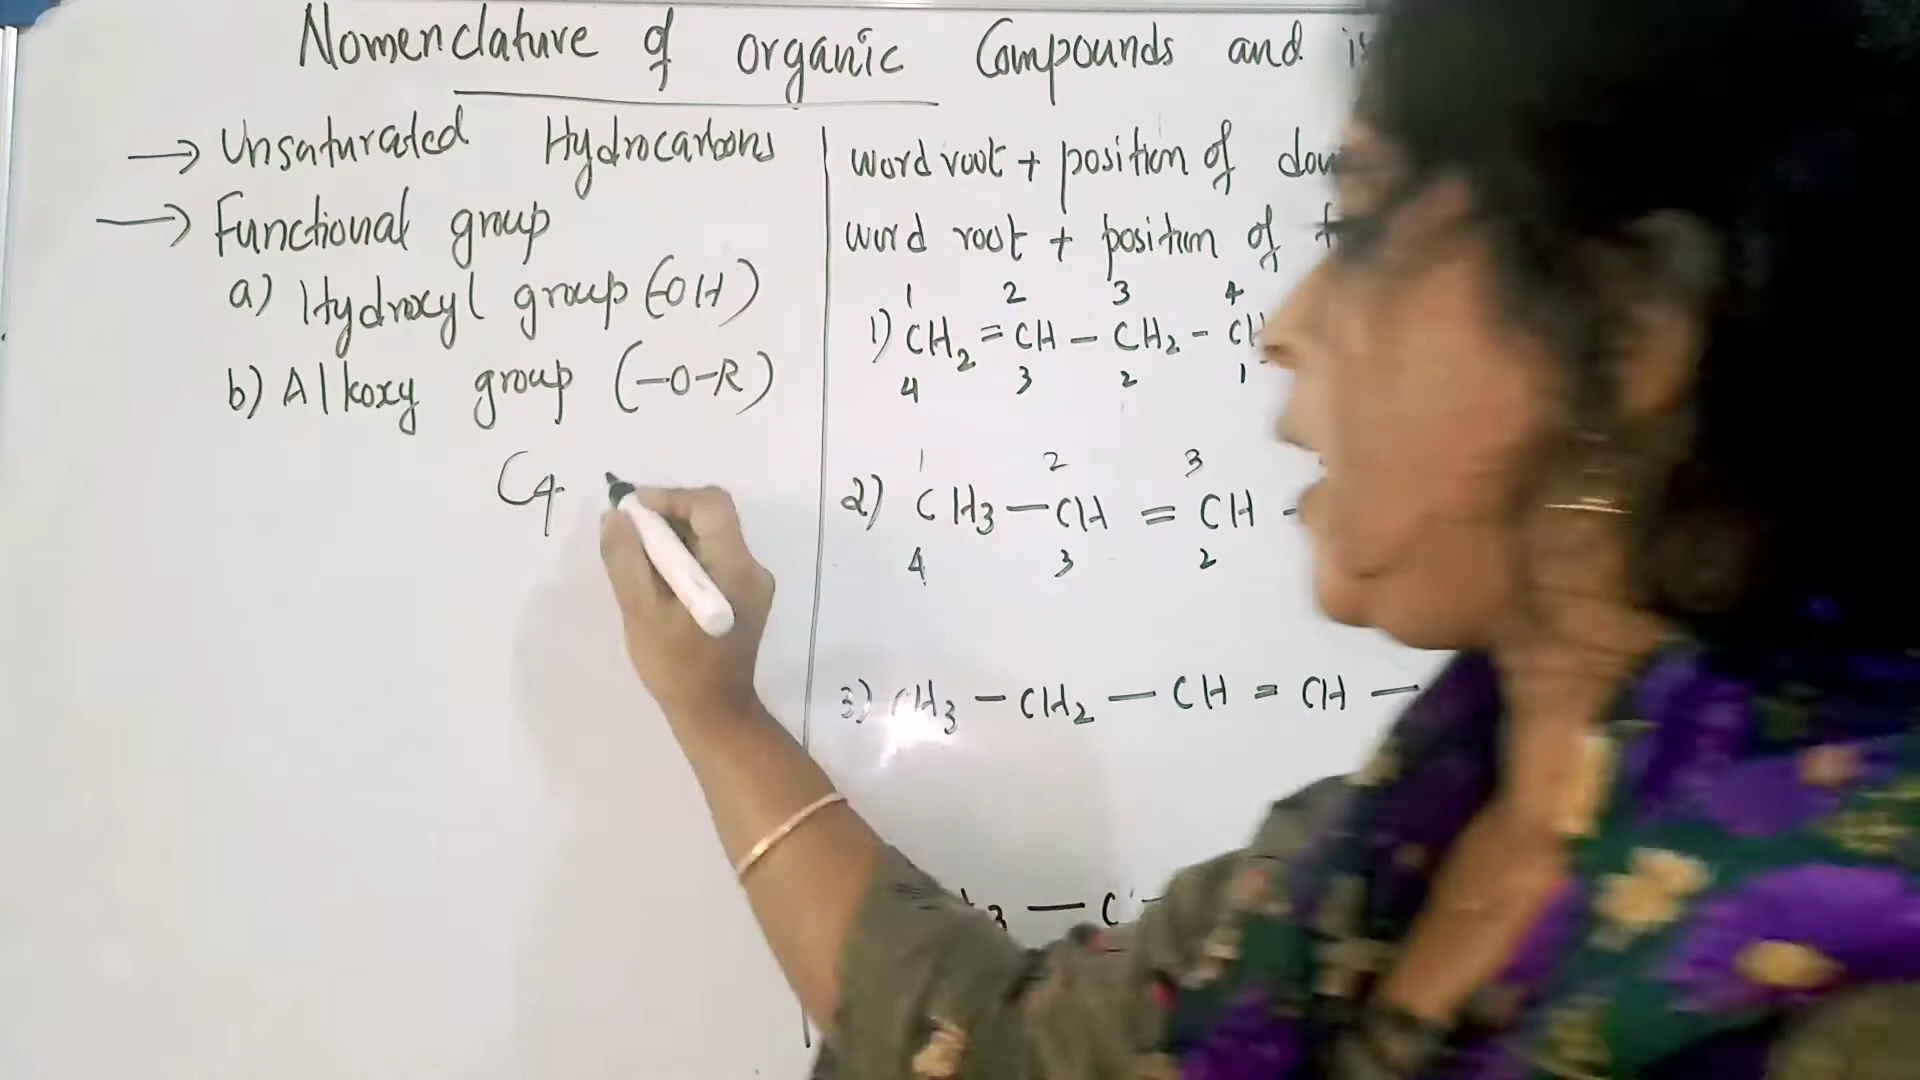 Nomenclature of organic Compounds and
→ Unsaturated Hydrocarbons
→ Functional group
a) Hydroxyl group (-OH)
b) Alkoxy group (-O-R)
C4
word root + position of
word root + position of
1 2 3 4
1) CH2 = CH - CH2 -
4 3 2 1
1 2 3
2) CH3 - CH = CH -
4 3 2
3) CH3 - CH2 - CH = CH -
3 - C